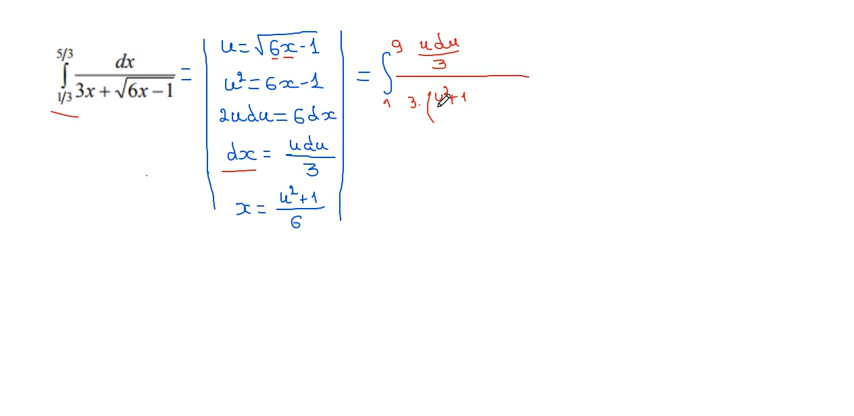 ∫_{1/3}^{5/3} dx / (3x + √(6x−1)) =
u = √(6x − 1)
u² = 6x − 1
2udu = 6dx
dx = udu / 3
x = (u² + 1) / 6
= ∫_{1}^{9} (udu / 3) / (3 · (u² + 1